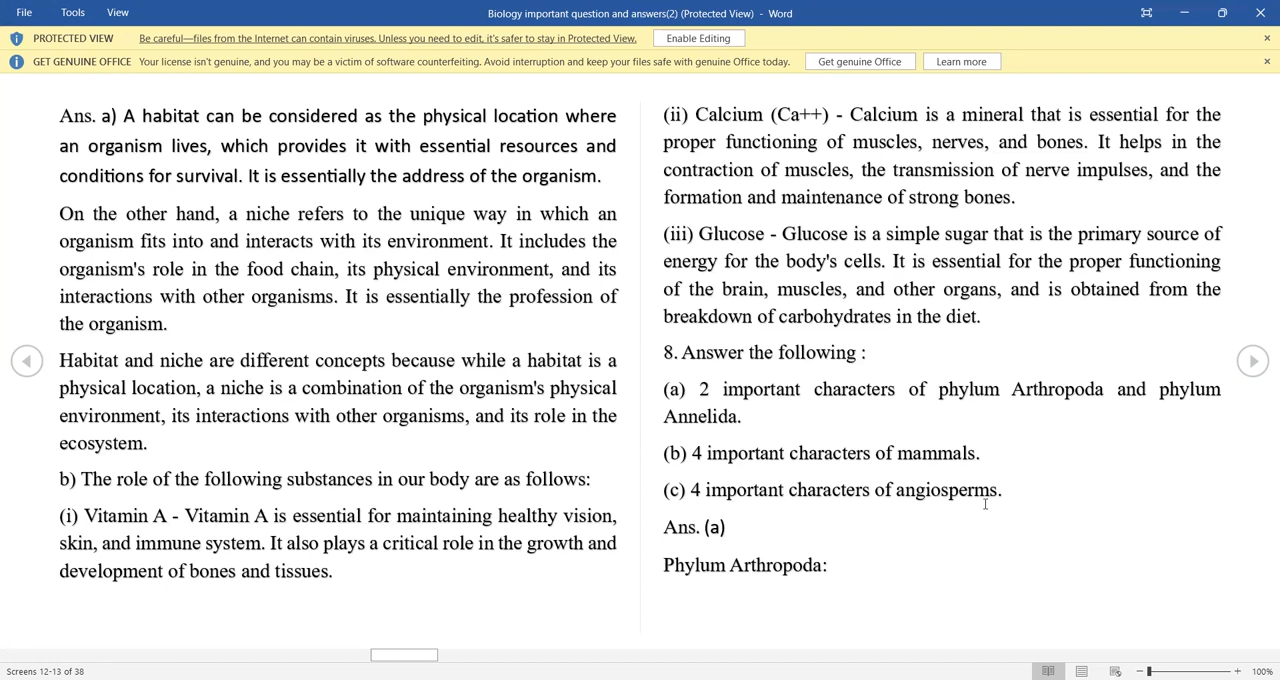 File Tools View Biology important question and answers(2) (Protected View) - Word
PROTECTED VIEW Be careful—files from the Internet can contain viruses. Unless you need to edit, it's safer to stay in Protected View. Enable Editing
GET GENUINE OFFICE Your license isn't genuine, and you may be a victim of software counterfeiting. Avoid interruption and keep your files safe with genuine Office today. Get genuine Office Learn more
Ans. a) A habitat can be considered as the physical location where
an organism lives, which provides it with essential resources and
conditions for survival. It is essentially the address of the organism.
On the other hand, a niche refers to the unique way in which an
organism fits into and interacts with its environment. It includes the
organism's role in the food chain, its physical environment, and its
interactions with other organisms. It is essentially the profession of
the organism.
Habitat and niche are different concepts because while a habitat is a
physical location, a niche is a combination of the organism's physical
environment, its interactions with other organisms, and its role in the
ecosystem.
b) The role of the following substances in our body are as follows:
(i) Vitamin A - Vitamin A is essential for maintaining healthy vision,
skin, and immune system. It also plays a critical role in the growth and
development of bones and tissues.
(ii) Calcium (Ca++) - Calcium is a mineral that is essential for the
proper functioning of muscles, nerves, and bones. It helps in the
contraction of muscles, the transmission of nerve impulses, and the
formation and maintenance of strong bones.
(iii) Glucose - Glucose is a simple sugar that is the primary source of
energy for the body's cells. It is essential for the proper functioning
of the brain, muscles, and other organs, and is obtained from the
breakdown of carbohydrates in the diet.
8. Answer the following :
(a) 2 important characters of phylum Arthropoda and phylum
Annelida.
(b) 4 important characters of mammals.
(c) 4 important characters of angiosperms.
Ans. (a)
Phylum Arthropoda:
Screens 12-13 of 38 100%